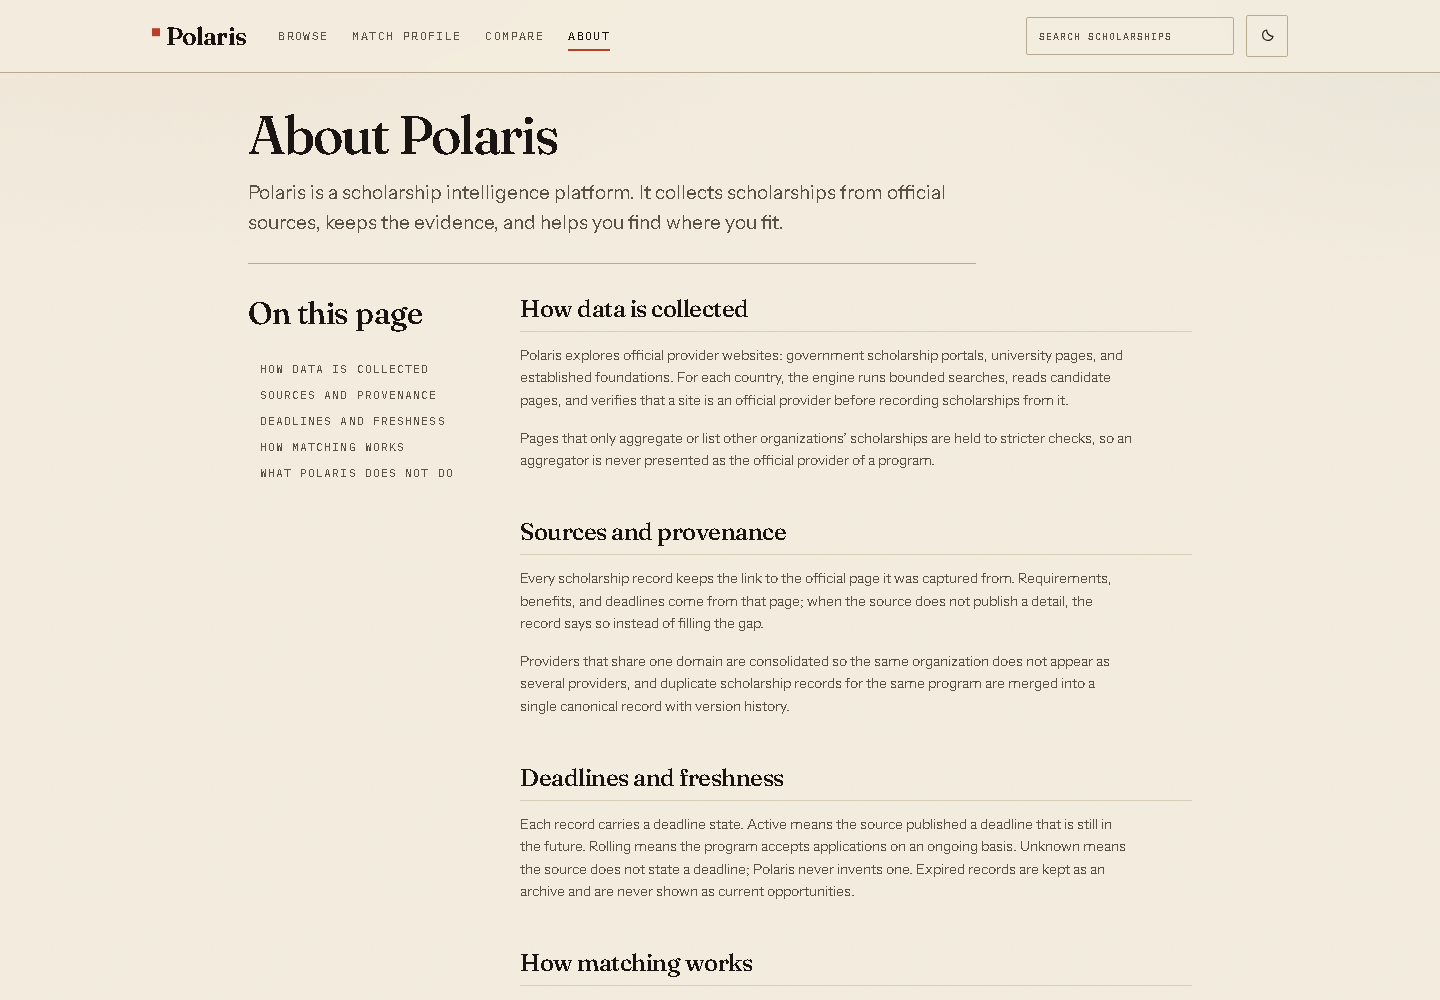 Polaris
BROWSE
MATCH PROFILE
COMPARE
ABOUT
SEARCH SCHOLARSHIPS
About Polaris
Polaris is a scholarship intelligence platform. It collects scholarships from official
sources, keeps the evidence, and helps you find where you fit.
On this page
HOW DATA IS COLLECTED
SOURCES AND PROVENANCE
DEADLINES AND FRESHNESS
HOW MATCHING WORKS
WHAT POLARIS DOES NOT DO
How data is collected
Polaris explores official provider websites: government scholarship portals, university pages, and
established foundations. For each country, the engine runs bounded searches, reads candidate
pages, and verifies that a site is an official provider before recording scholarships from it.
Pages that only aggregate or list other organizations’ scholarships are held to stricter checks, so an
aggregator is never presented as the official provider of a program.
Sources and provenance
Every scholarship record keeps the link to the official page it was captured from. Requirements,
benefits, and deadlines come from that page; when the source does not publish a detail, the
record says so instead of filling the gap.
Providers that share one domain are consolidated so the same organization does not appear as
several providers, and duplicate scholarship records for the same program are merged into a
single canonical record with version history.
Deadlines and freshness
Each record carries a deadline state. Active means the source published a deadline that is still in
the future. Rolling means the program accepts applications on an ongoing basis. Unknown means
the source does not state a deadline; Polaris never invents one. Expired records are kept as an
archive and are never shown as current opportunities.
How matching works